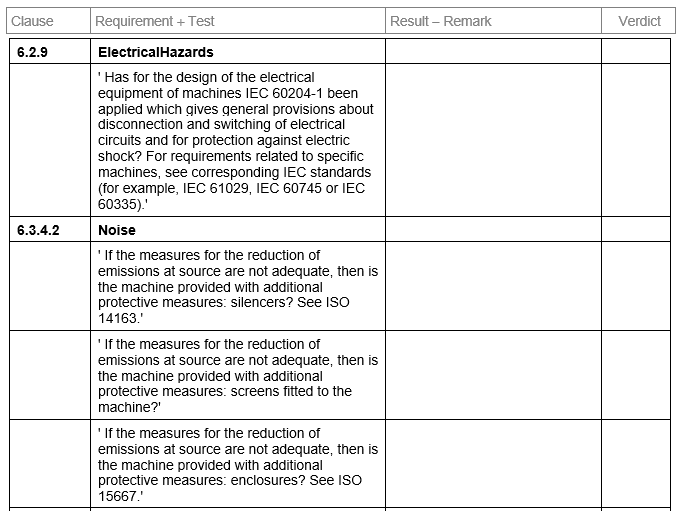 Clause Requirement + Test Result – Remark Verdict
6.2.9 ElectricalHazards
' Has for the design of the electrical
equipment of machines IEC 60204-1 been
applied which gives general provisions about
disconnection and switching of electrical
circuits and for protection against electric
shock? For requirements related to specific
machines, see corresponding IEC standards
(for example, IEC 61029, IEC 60745 or IEC
60335).'
6.3.4.2 Noise
' If the measures for the reduction of
emissions at source are not adequate, then is
the machine provided with additional
protective measures: silencers? See ISO
14163.'
' If the measures for the reduction of
emissions at source are not adequate, then is
the machine provided with additional
protective measures: screens fitted to the
machine?'
' If the measures for the reduction of
emissions at source are not adequate, then is
the machine provided with additional
protective measures: enclosures? See ISO
15667.'